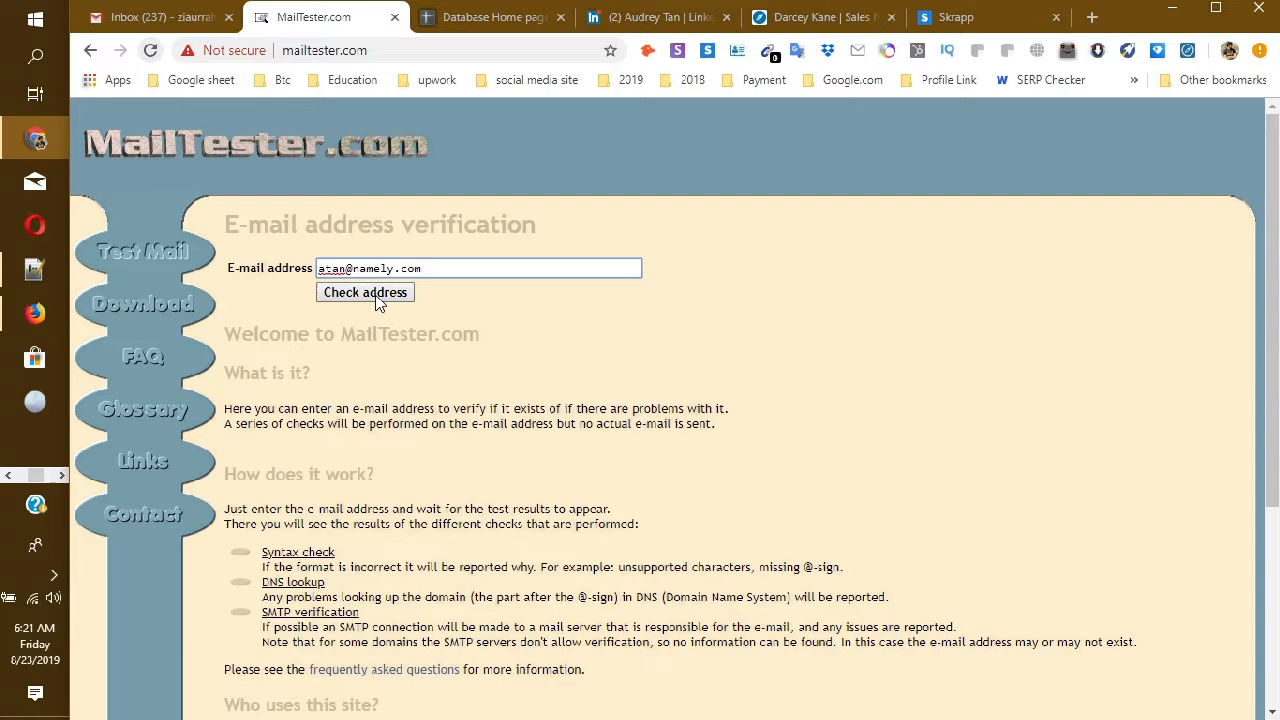 Inbox (237) - ziaurrah
MailTester.com
Database Home page
(2) Audrey Tan | Linke
Darcey Kane | Sales N
Skrapp
Not secure
mailtester.com
0
IQ
Apps
Google sheet
Btc
Education
upwork
social media site
2019
2018
Payment
Google.com
Profile Link
SERP Checker
Other bookmarks
MailTester.com
Test Mail
Download
FAQ
Glossary
Links
Contact
E-mail address verification
E-mail address
atan@namely.com
Check address
Welcome to MailTester.com
What is it?
Here you can enter an e-mail address to verify if it exists of if there are problems with it.
A series of checks will be performed on the e-mail address but no actual e-mail is sent.
How does it work?
Just enter the e-mail address and wait for the test results to appear.
There you will see the results of the different checks that are performed:
Syntax check
If the format is incorrect it will be reported why. For example: unsupported characters, missing @-sign.
DNS lookup
Any problems looking up the domain (the part after the @-sign) in DNS (Domain Name System) will be reported.
SMTP verification
If possible an SMTP connection will be made to a mail server that is responsible for the e-mail, and any issues are reported.
Note that for some domains the SMTP servers don't allow verification, so no information can be found. In this case the e-mail address may or may not exist.
Please see the frequently asked questions for more information.
Who uses this site?
6:21 AM
Friday
8/23/2019